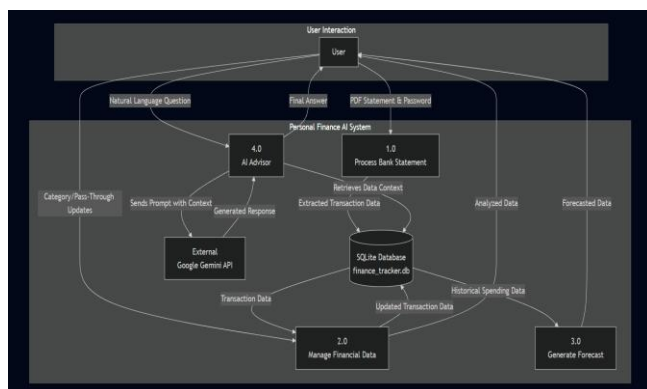 User Interaction
User
Natural Language Question
Final Answer
PDF Statement & Password
Personal Finance AI System
4.0
AI Advisor
1.0
Process Bank Statement
Category/Pass-Through
Updates
Sends Prompt with Context
Generated Response
Retrieves Data Context
Extracted Transaction Data
Analyzed Data
Forecasted Data
External
Google Gemini API
SQLite Database
finance_tracker.db
Transaction Data
Updated Transaction Data
Historical Spending Data
2.0
Manage Financial Data
3.0
Generate Forecast